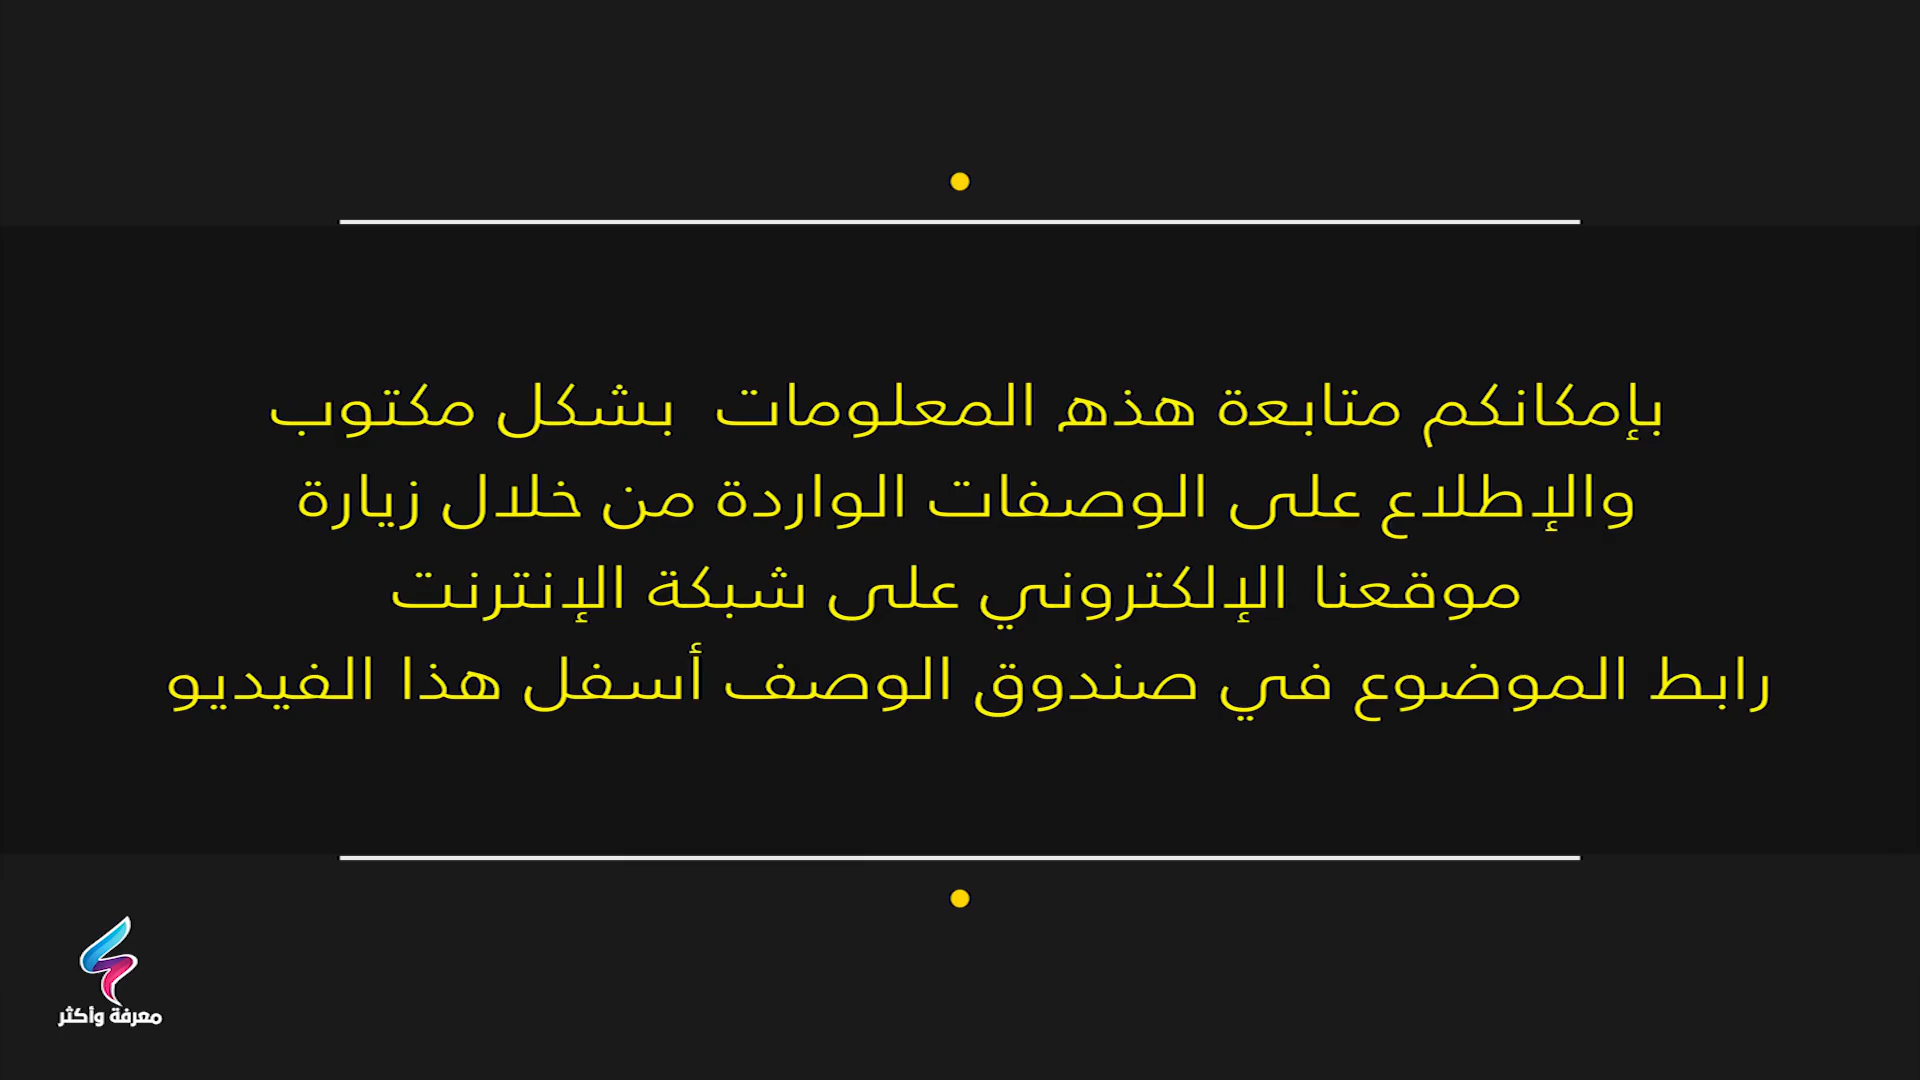 بإمكانكم متابعة هذه المعلومات بشكل مكتوب
والإطلاع على الوصفات الواردة من خلال زيارة
موقعنا الإلكتروني على شبكة الإنترنت
رابط الموضوع في صندوق الوصف أسفل هذا الفيديو
معرفة وأكثر